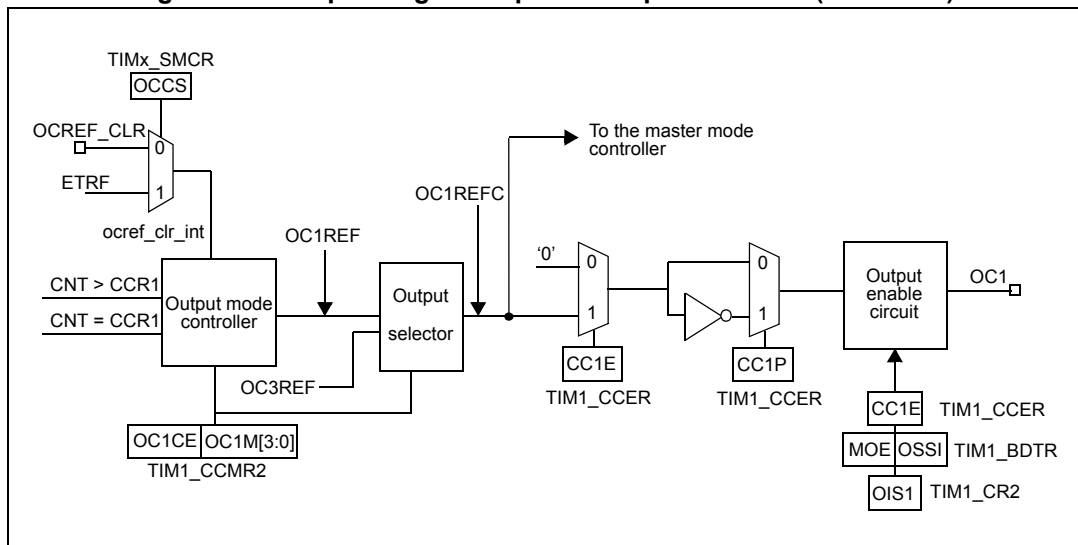 TIMx_SMCR
OCCS
OCREF_CLR
0
ETRF
1
ocref_clr_int
To the master mode
controller
OC1REFC
OC1REF
CNT > CCR1
CNT = CCR1
Output mode
controller
Output
selector
OC3REF
OC1CE
OC1M[3:0]
TIM1_CCMR2
‘0’
0
1
CC1E
TIM1_CCER
0
1
CC1P
TIM1_CCER
Output
enable
circuit
OC1
CC1E
TIM1_CCER
MOE
OSSI
TIM1_BDTR
OIS1
TIM1_CR2